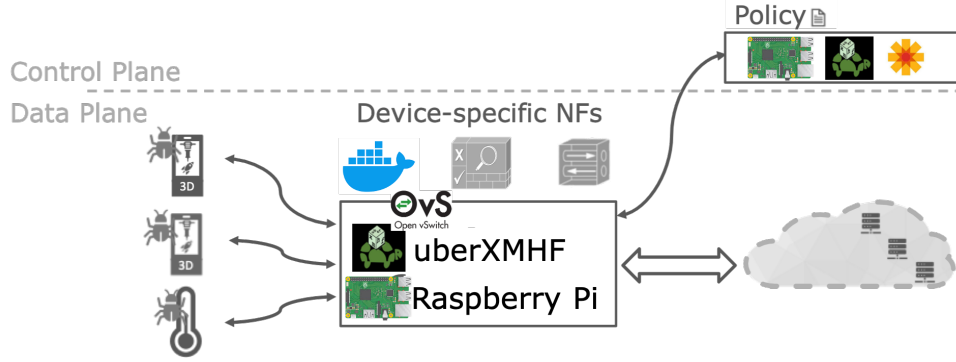 Policy
Control Plane
Data Plane
Device-specific NFs
X
3D
OvS
Open vSwitch
uberXMHF
3D
Raspberry Pi